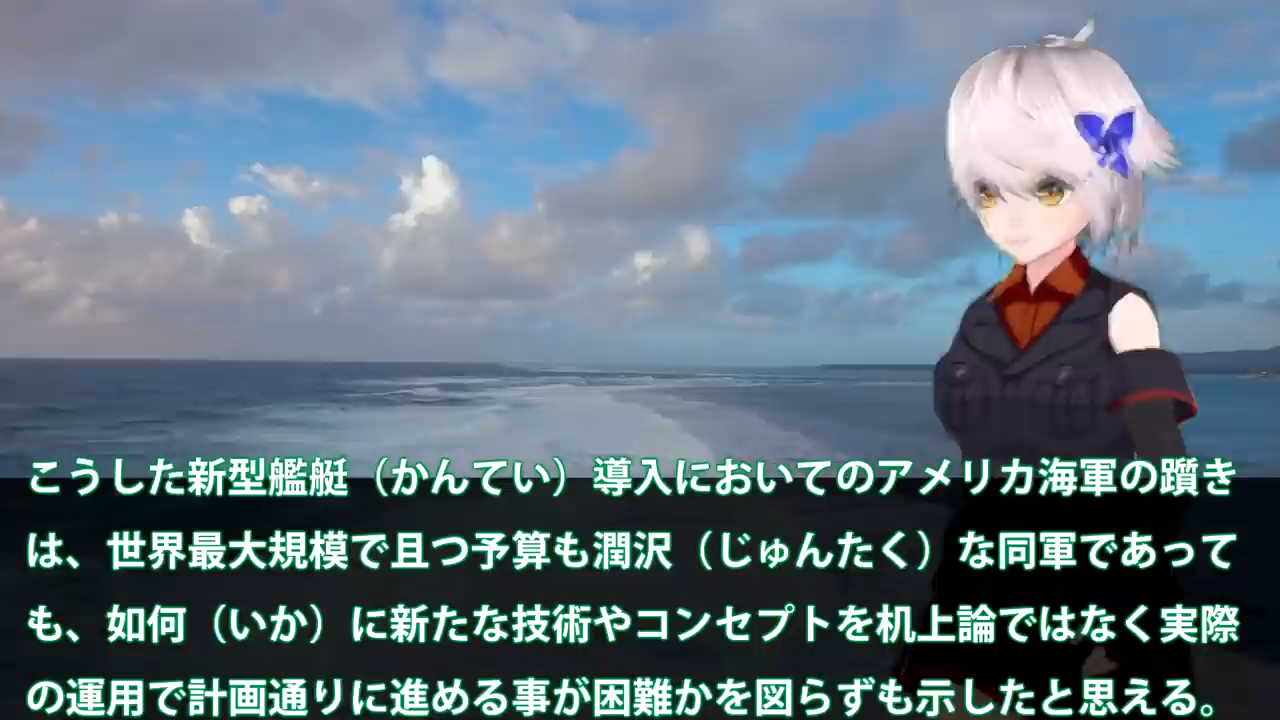 こうした新型艦艇（かんてい）導入においてのアメリカ海軍の躓き
は、世界最大規模で且つ予算も潤沢（じゅんたく）な同軍であって
も、如何（いか）に新たな技術やコンセプトを机上論ではなく実際
の運用で計画通りに進める事が困難かを図らずも示したと思える。